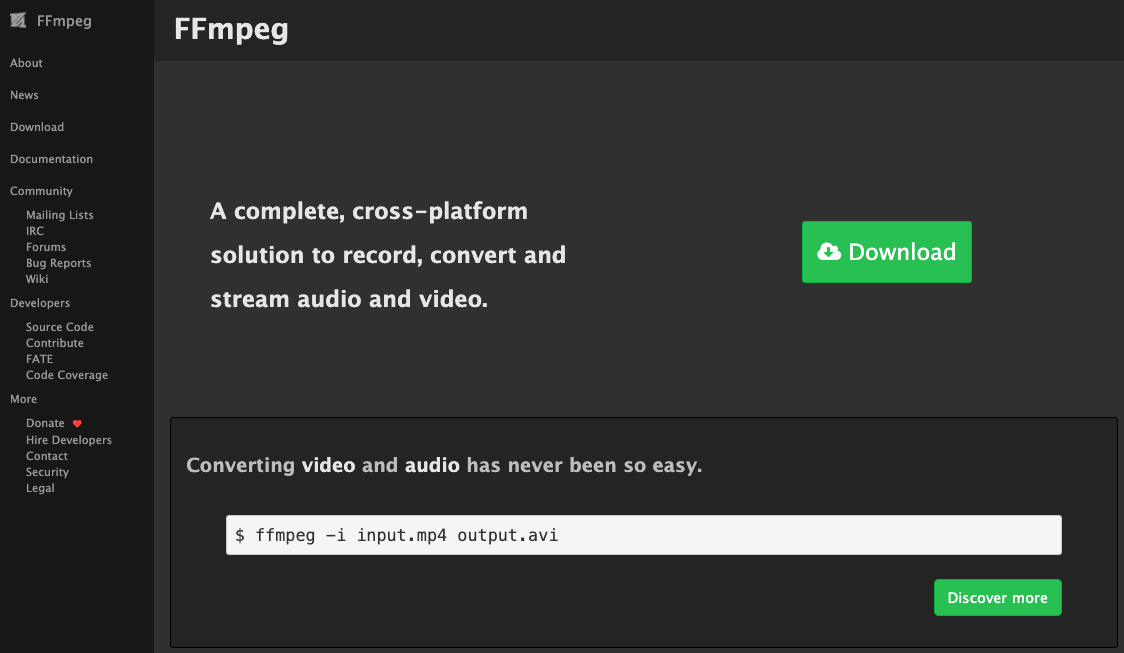 FFmpeg
About
News
Download
Documentation
Community
Mailing Lists
IRC
Forums
Bug Reports
Wiki
Developers
Source Code
Contribute
FATE
Code Coverage
More
Donate
Hire Developers
Contact
Security
Legal
FFmpeg
A complete, cross-platform
solution to record, convert and
stream audio and video.
Download
Converting video and audio has never been so easy.
$ ffmpeg -i input.mp4 output.avi
Discover more